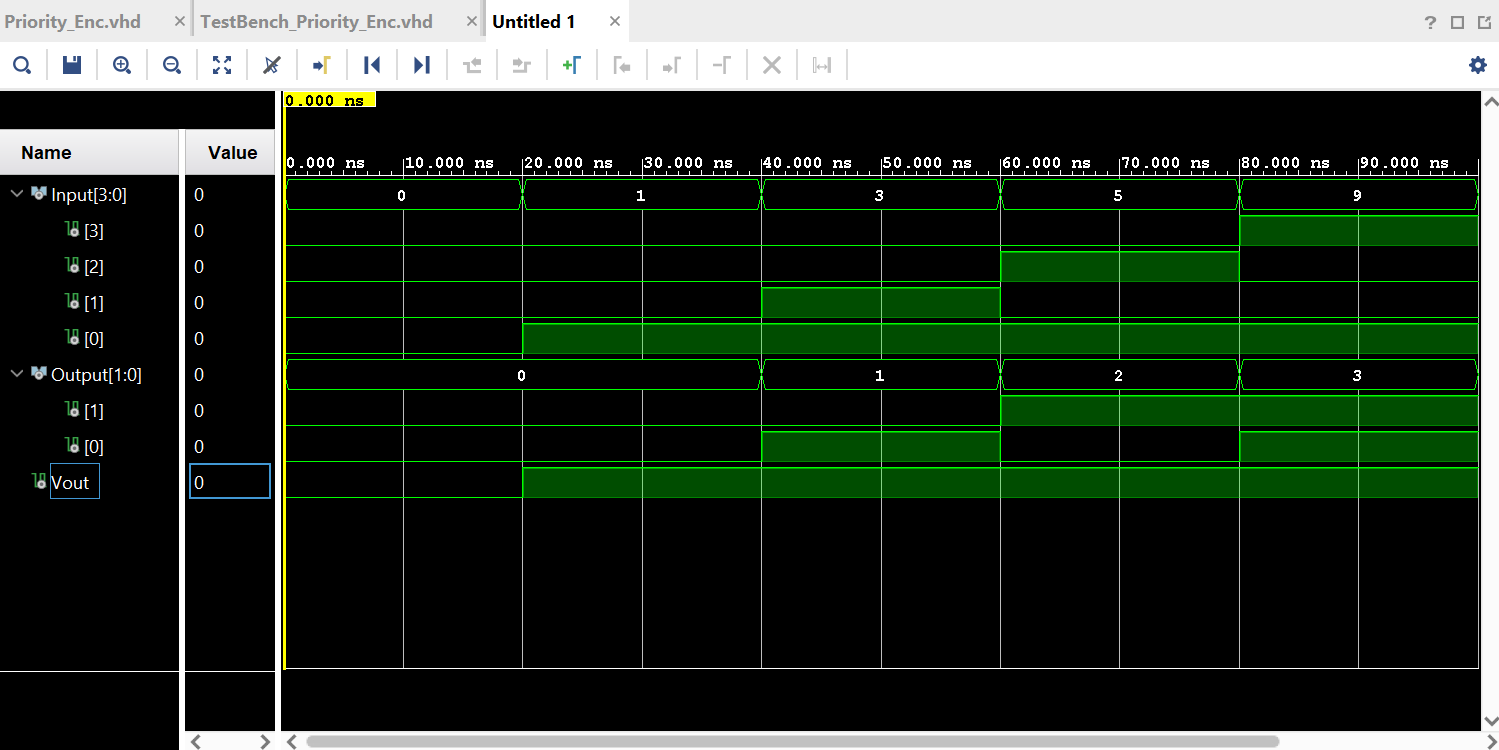 Priority_Enc.vhd × TestBench_Priority_Enc.vhd × Untitled 1 × ?
0.000 ns
Name Value 0.000 ns 10.000 ns 20.000 ns 30.000 ns 40.000 ns 50.000 ns 60.000 ns 70.000 ns 80.000 ns 90.000 ns
Input[3:0] 0 0 1 3 5 9
[3] 0
[2] 0
[1] 0
[0] 0
Output[1:0] 0 0 1 2 3
[1] 0
[0] 0
Vout 0